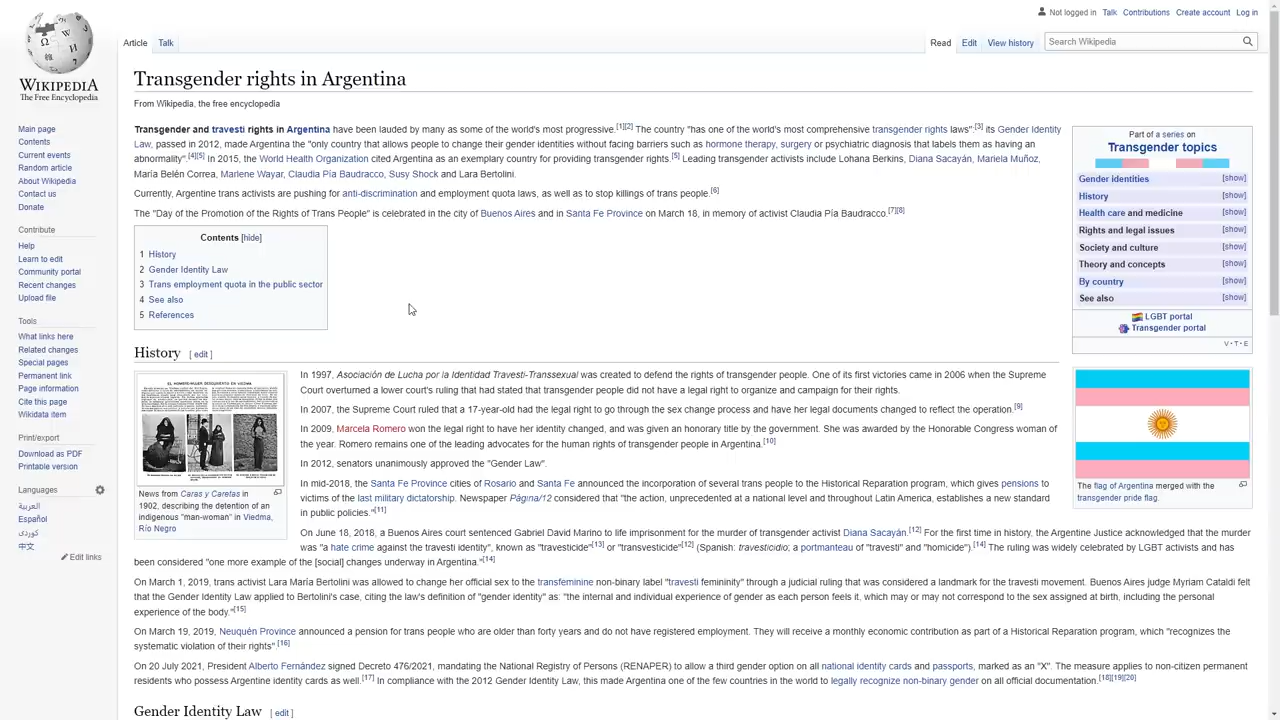 Not logged in Talk Contributions Create account Log in
Article Talk Read Edit View history Search Wikipedia
WIKIPEDIA
The Free Encyclopedia
Main page
Contents
Current events
Random article
About Wikipedia
Contact us
Donate
Contribute
Help
Learn to edit
Community portal
Recent changes
Upload file
Tools
What links here
Related changes
Special pages
Permanent link
Page information
Cite this page
Wikidata item
Print/export
Download as PDF
Printable version
Languages
العربية
Español
کوردی
中文
Edit links
Transgender rights in Argentina
From Wikipedia, the free encyclopedia
Transgender and travesti rights in Argentina have been lauded by many as some of the world's most progressive.[1][2] The country "has one of the world's most comprehensive transgender rights laws":[3] its Gender Identity
Law, passed in 2012, made Argentina the "only country that allows people to change their gender identities without facing barriers such as hormone therapy, surgery or psychiatric diagnosis that labels them as having an
abnormality".[4][5] In 2015, the World Health Organization cited Argentina as an exemplary country for providing transgender rights.[5] Leading transgender activists include Lohana Berkins, Diana Sacayán, Mariela Muñoz,
María Belén Correa, Marlene Wayar, Claudia Pía Baudracco, Susy Shock and Lara Bertolini.
Currently, Argentine trans activists are pushing for anti-discrimination and employment quota laws, as well as to stop killings of trans people.[6]
The "Day of the Promotion of the Rights of Trans People" is celebrated in the city of Buenos Aires and in Santa Fe Province on March 18, in memory of activist Claudia Pía Baudracco.[7][8]
Contents [hide]
1 History
2 Gender Identity Law
3 Trans employment quota in the public sector
4 See also
5 References
Part of a series on
Transgender topics
Gender identities [show]
History [show]
Health care and medicine [show]
Rights and legal issues [show]
Society and culture [show]
Theory and concepts [show]
By country [show]
See also [show]
LGBT portal
Transgender portal
V · T · E
The flag of Argentina merged with the
transgender pride flag.
History [ edit ]
EL HOMBRE-MUJER DESCUBIERTO EN VIEDMA
News from Caras y Caretas in
1902, describing the detention of an
indigenous "man-woman" in Viedma,
Río Negro
In 1997, Asociación de Lucha por la Identidad Travesti-Transsexual was created to defend the rights of transgender people. One of its first victories came in 2006 when the Supreme
Court overturned a lower court's ruling that had stated that transgender people did not have a legal right to organize and campaign for their rights.
In 2007, the Supreme Court ruled that a 17-year-old had the legal right to go through the sex change process and have her legal documents changed to reflect the operation.[9]
In 2009, Marcela Romero won the legal right to have her identity changed, and was given an honorary title by the government. She was awarded by the Honorable Congress woman of
the year. Romero remains one of the leading advocates for the human rights of transgender people in Argentina.[10]
In 2012, senators unanimously approved the "Gender Law".
In mid-2018, the Santa Fe Province cities of Rosario and Santa Fe announced the incorporation of several trans people to the Historical Reparation program, which gives pensions to
victims of the last military dictatorship. Newspaper Página/12 considered that "the action, unprecedented at a national level and throughout Latin America, establishes a new standard
in public policies."[11]
On June 18, 2018, a Buenos Aires court sentenced Gabriel David Marino to life imprisonment for the murder of transgender activist Diana Sacayán.[12] For the first time in history, the Argentine Justice acknowledged that the murder
was "a hate crime against the travesti identity", known as "travesticide"[13] or "transvesticide"[12] (Spanish: travesticidio; a portmanteau of "travesti" and "homicide").[14] The ruling was widely celebrated by LGBT activists and has
been considered "one more example of the [social] changes underway in Argentina."[14]
On March 1, 2019, trans activist Lara María Bertolini was allowed to change her official sex to the transfeminine non-binary label "travesti femininity" through a judicial ruling that was considered a landmark for the travesti movement. Buenos Aires judge Myriam Cataldi felt
that the Gender Identity Law applied to Bertolini's case, citing the law's definition of "gender identity" as: "the internal and individual experience of gender as each person feels it, which may or may not correspond to the sex assigned at birth, including the personal
experience of the body."[15]
On March 19, 2019, Neuquén Province announced a pension for trans people who are older than forty years and do not have registered employment. They will receive a monthly economic contribution as part of a Historical Reparation program, which "recognizes the
systematic violation of their rights".[16]
On 20 July 2021, President Alberto Fernández signed Decreto 476/2021, mandating the National Registry of Persons (RENAPER) to allow a third gender option on all national identity cards and passports, marked as an "X". The measure applies to non-citizen permanent
residents who possess Argentine identity cards as well.[17] In compliance with the 2012 Gender Identity Law, this made Argentina one of the few countries in the world to legally recognize non-binary gender on all official documentation.[18][19][20]
Gender Identity Law [ edit ]